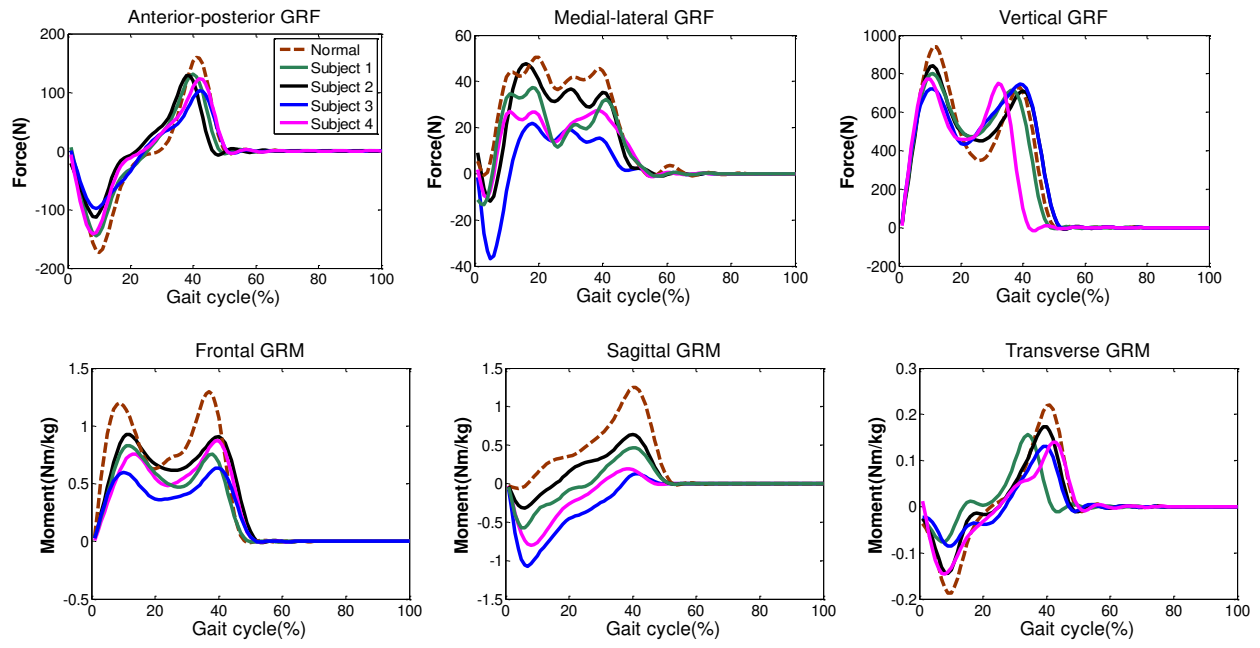 Anterior-posterior GRF
Medial-lateral GRF
Vertical GRF
Force(N)
200
100
0
-100
-200
Normal
Subject 1
Subject 2
Subject 3
Subject 4
0 20 40 60 80 100
Gait cycle(%)
Force(N)
60
40
20
0
-20
-40
0 20 40 60 80 100
Gait cycle(%)
Force(N)
1000
800
600
400
200
0
-200
0 20 40 60 80 100
Gait cycle(%)
Frontal GRM
Sagittal GRM
Transverse GRM
Moment(Nm/kg)
1.5
1
0.5
0
-0.5
0 20 40 60 80 100
Gait cycle(%)
Moment(Nm/kg)
1.5
1
0.5
0
-0.5
-1
-1.5
0 20 40 60 80 100
Gait cycle(%)
Moment(Nm/kg)
0.3
0.2
0.1
0
-0.1
-0.2
0 20 40 60 80 100
Gait cycle(%)